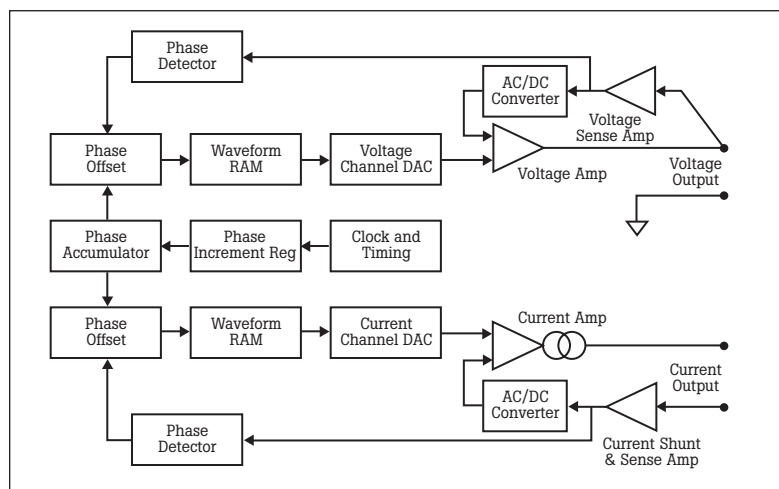 Phase
Detector
AC/DC
Converter
Voltage
Sense Amp
Phase
Offset
Waveform
RAM
Voltage
Channel DAC
Voltage Amp
Voltage
Output
Phase
Accumulator
Phase
Increment Reg
Clock and
Timing
Phase
Offset
Waveform
RAM
Current
Channel DAC
Current Amp
Current
Output
AC/DC
Converter
Phase
Detector
Current Shunt
& Sense Amp